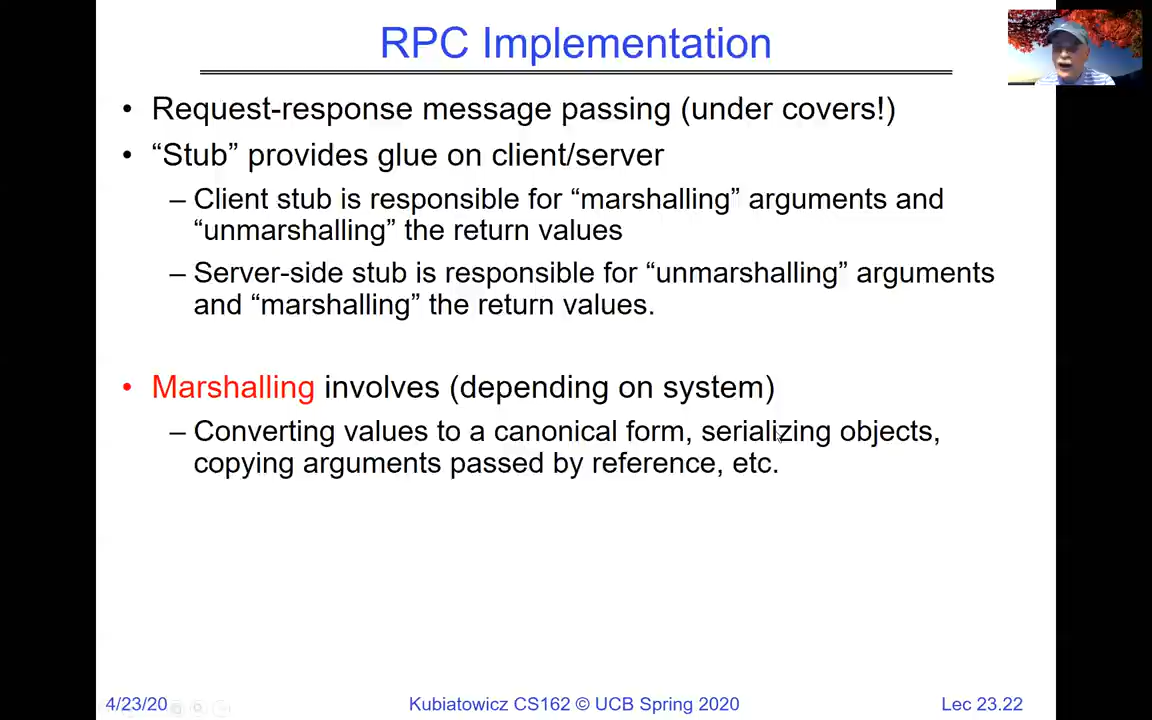 RPC Implementation
• Request-response message passing (under covers!)
• “Stub” provides glue on client/server
– Client stub is responsible for “marshalling” arguments and
“unmarshalling” the return values
– Server-side stub is responsible for “unmarshalling” arguments
and “marshalling” the return values.
• Marshalling involves (depending on system)
– Converting values to a canonical form, serializing objects,
copying arguments passed by reference, etc.
4/23/20 Kubiatowicz CS162 © UCB Spring 2020 Lec 23.22